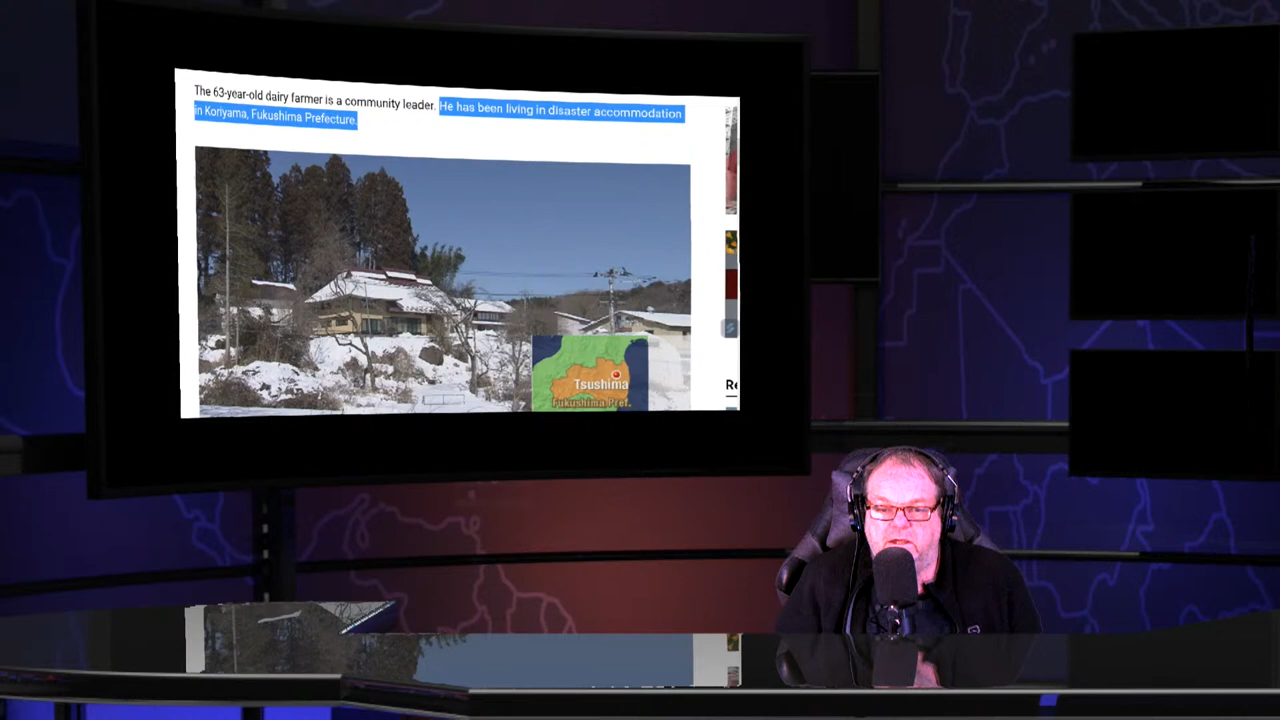 The 63-year-old dairy farmer is a community leader. He has been living in disaster accommodation
in Koriyama, Fukushima Prefecture.
Tsushima
Fukushima Pref.
Re